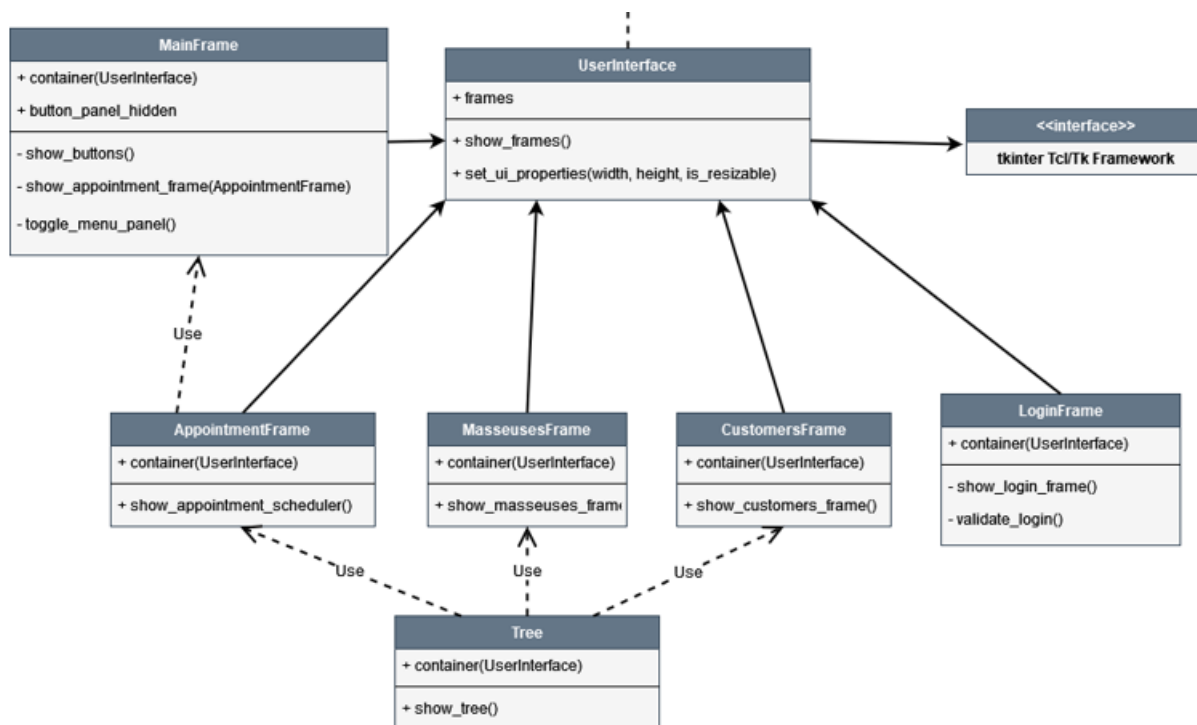 MainFrame
+ container(UserInterface)
+ button_panel_hidden
- show_buttons()
- show_appointment_frame(AppointmentFrame)
- toggle_menu_panel()
UserInterface
+ frames
+ show_frames()
+ set_ui_properties(width, height, is_resizable)
<<interface>>
tkinter Tcl/Tk Framework
Use
AppointmentFrame
+ container(UserInterface)
+ show_appointment_scheduler()
MasseusesFrame
+ container(UserInterface)
+ show_masseuses_fram
CustomersFrame
+ container(UserInterface)
+ show_customers_frame()
LoginFrame
+ container(UserInterface)
- show_login_frame()
- validate_login()
Use
Use
Use
Tree
+ container(UserInterface)
+ show_tree()